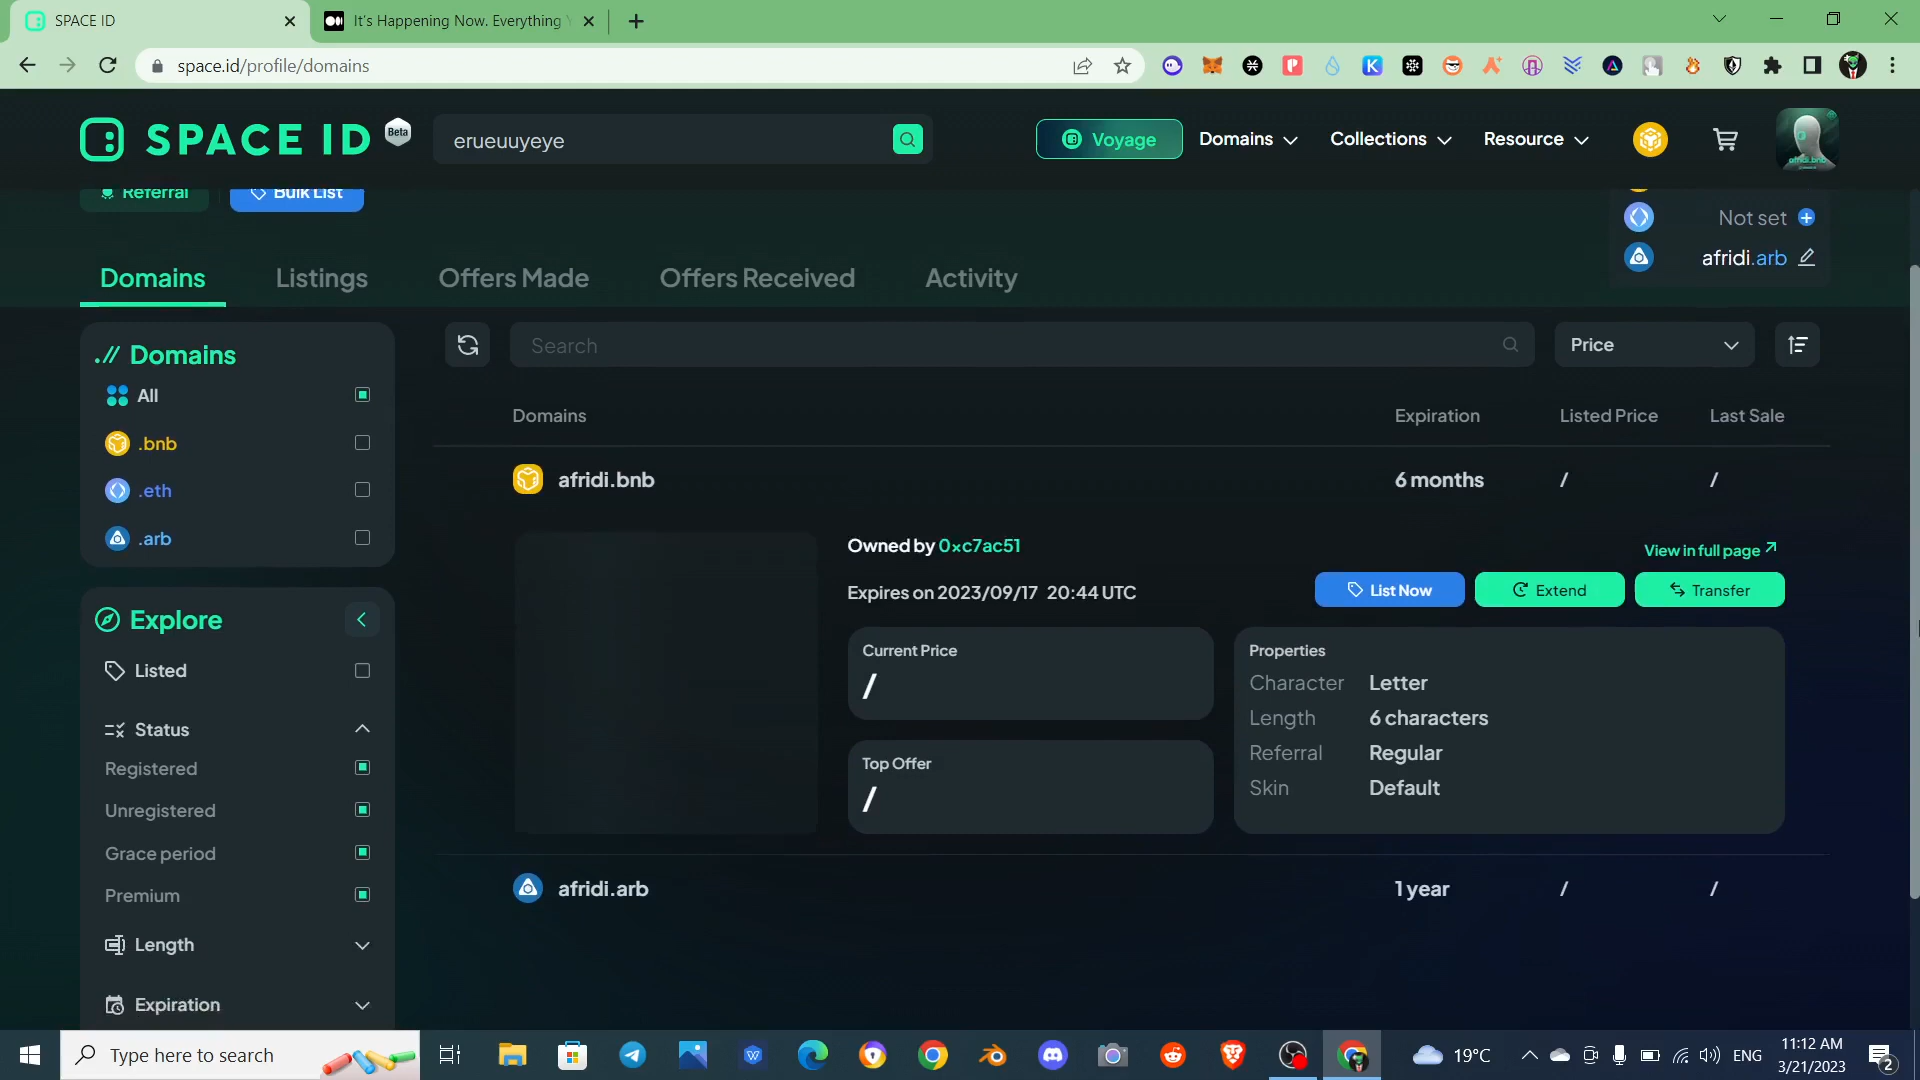 SPACE ID
It's Happening Now. Everything Y
space.id/profile/domains
SPACE ID
Beta
erueuuyeye
Voyage
Domains
Collections
Resource
afridi.bnb
Referral
Bulk List
Not set
afridi.arb
Domains
Listings
Offers Made
Offers Received
Activity
.// Domains
All
.bnb
.eth
.arb
Search
Price
Domains
Expiration
Listed Price
Last Sale
afridi.bnb
6 months
/
/
Owned by 0xc7ac51
View in full page
Expires on 2023/09/17 20:44 UTC
List Now
Extend
Transfer
Current Price
/
Top Offer
/
Properties
Character Letter
Length 6 characters
Referral Regular
Skin Default
afridi.arb
1 year
/
/
Explore
Listed
Status
Registered
Unregistered
Grace period
Premium
Length
Expiration
Type here to search
19°C
ENG
11:12 AM
3/21/2023
2